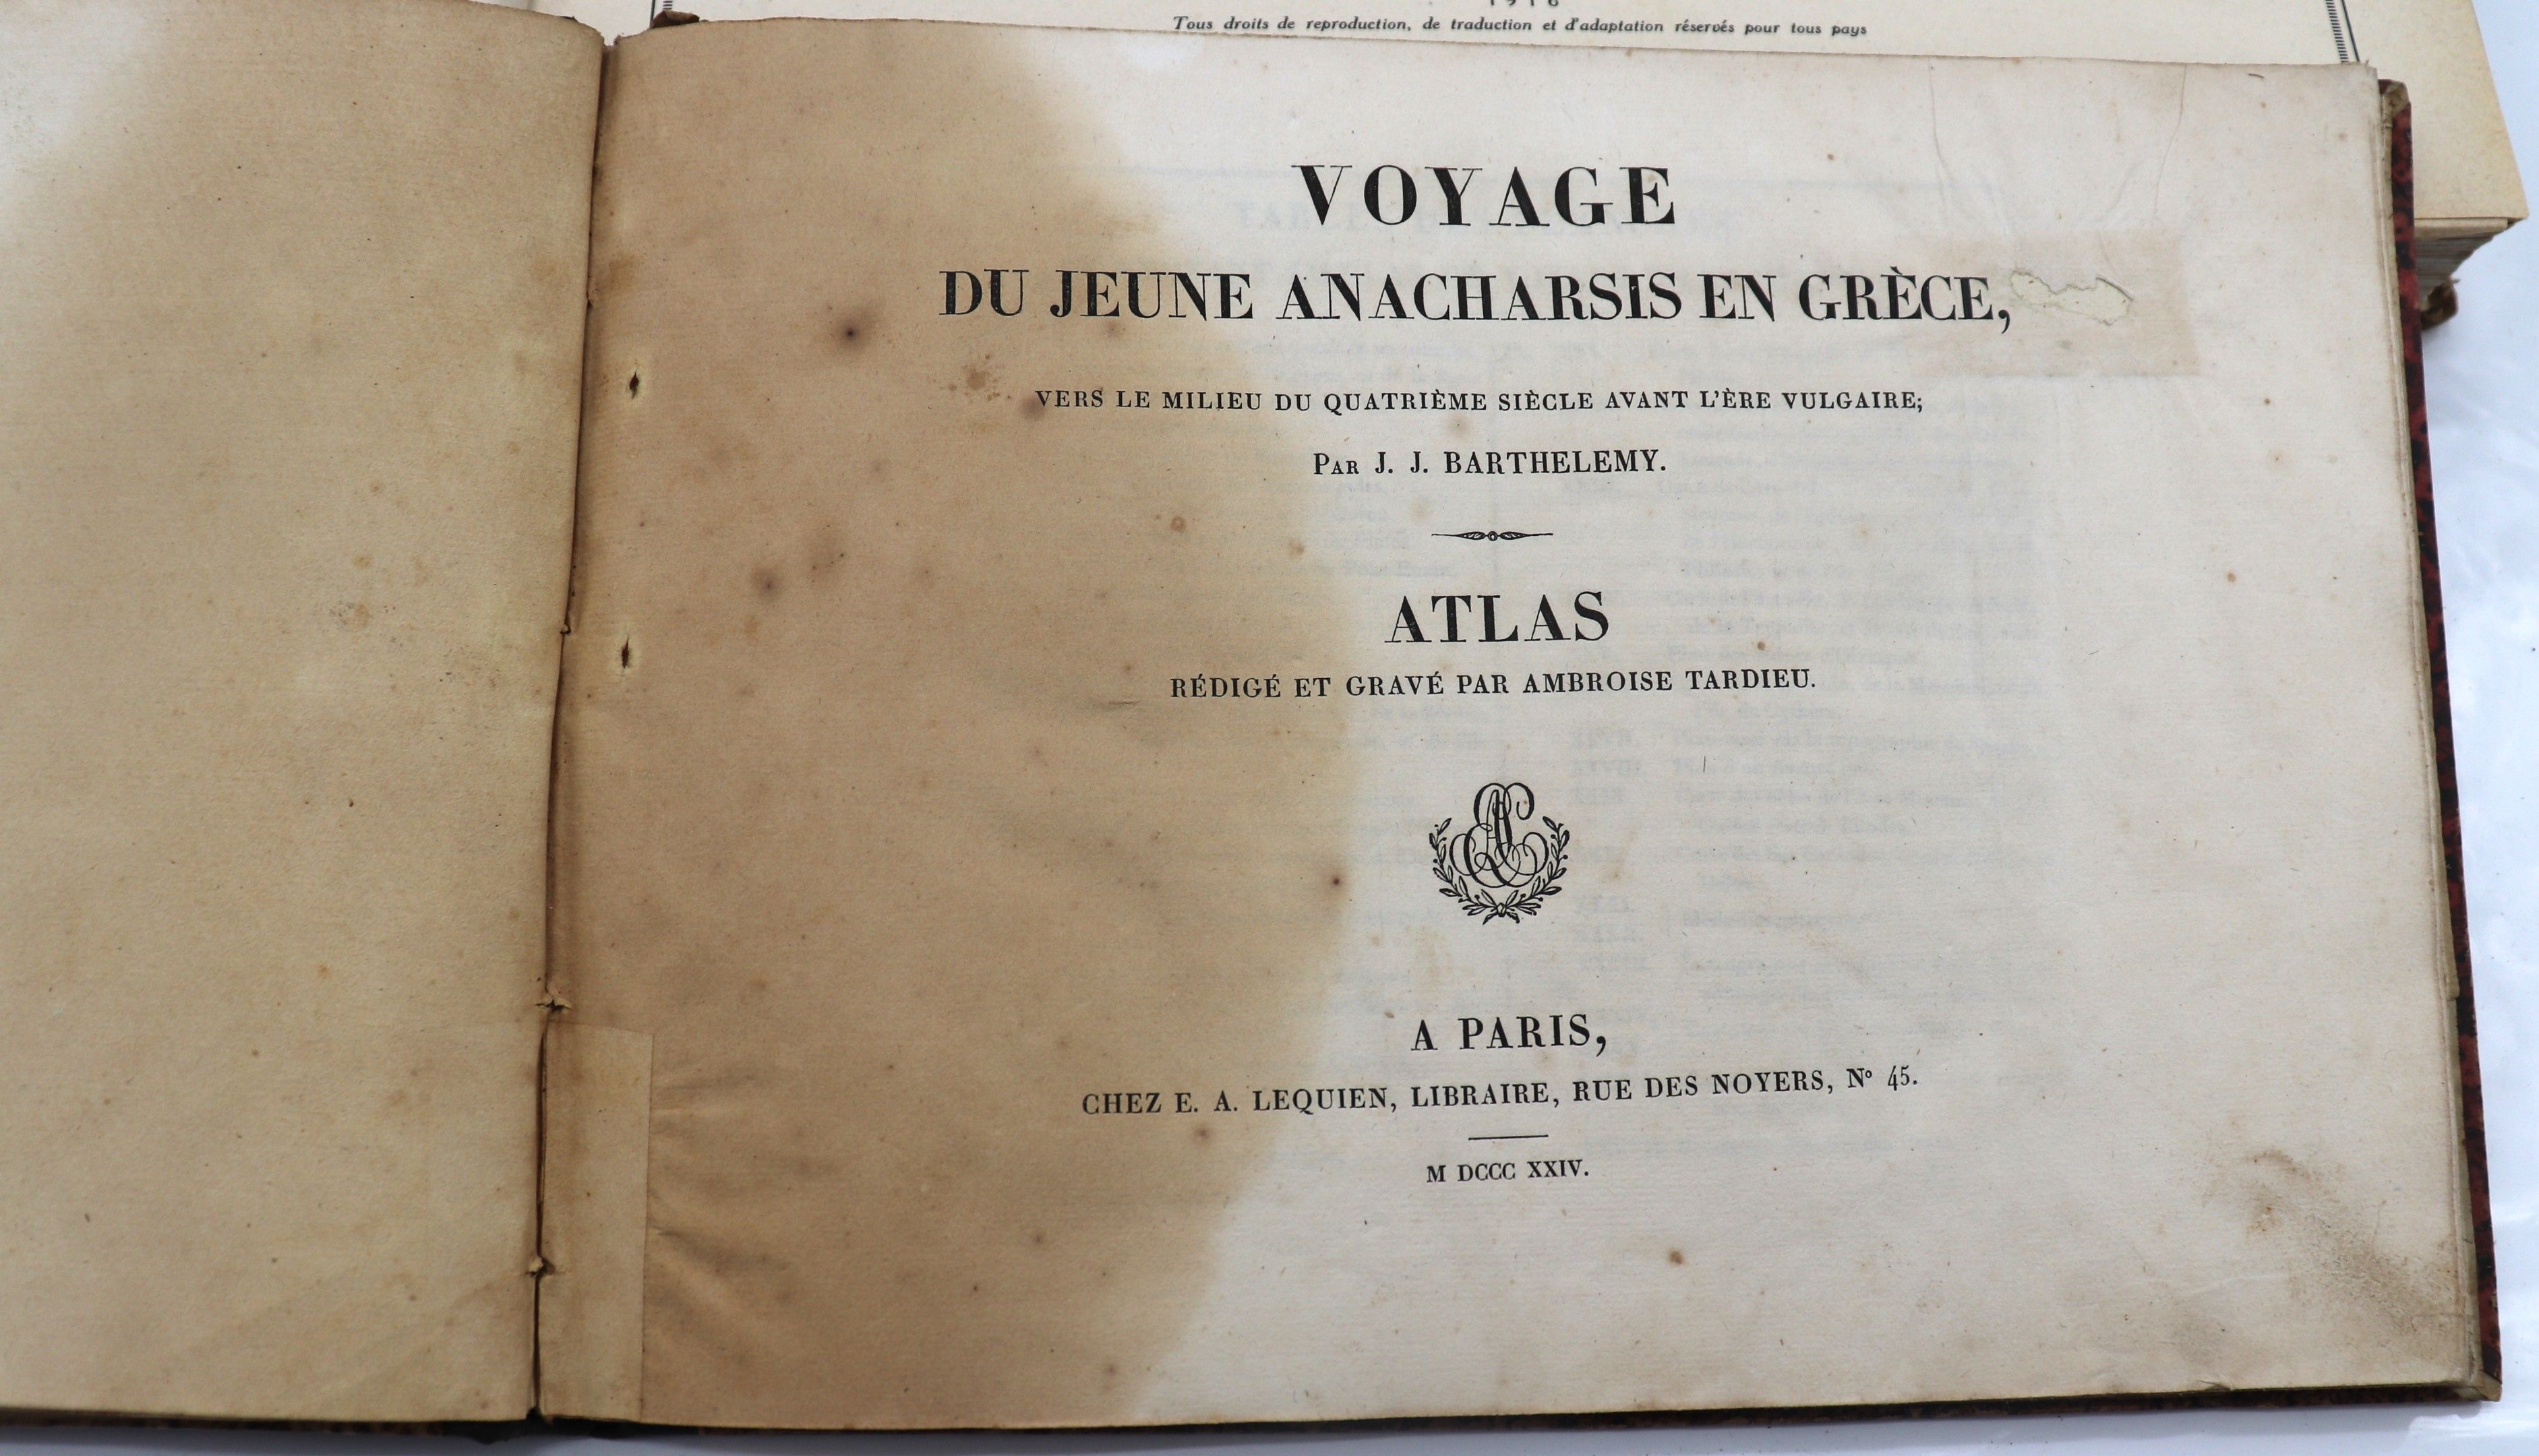 1916
Tous droits de reproduction, de traduction et d'adaptation réservés pour tous pays
VOYAGE
DU JEUNE ANACHARSIS EN GRÈCE,
VERS LE MILIEU DU QUATRIÈME SIÈCLE AVANT L'ÈRE VULGAIRE;
PAR J. J. BARTHELEMY.
ATLAS
RÉDIGÉ ET GRAVÉ PAR AMBROISE TARDIEU.
A PARIS,
CHEZ E. A. LEQUIEN, LIBRAIRE, RUE DES NOYERS, Nº 45.
M DCCC XXIV.